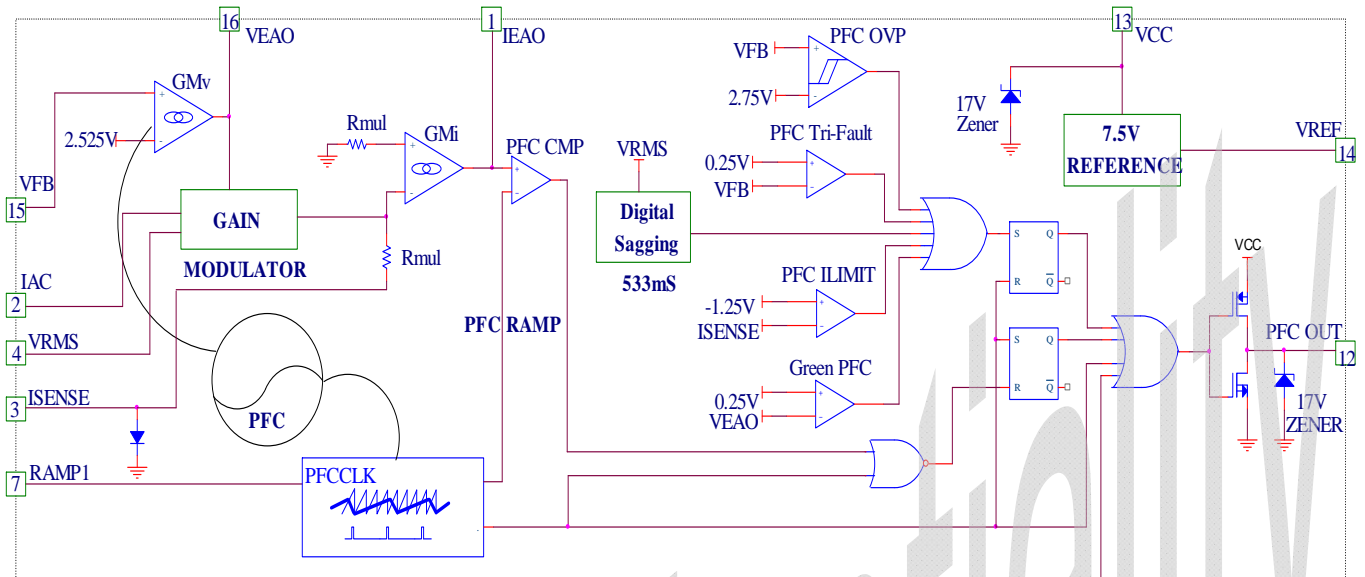 16
VEAO
1
IEAO
13
VCC
PFC OVP
VFB
2.75V
+
-
GMv
+
-
2.525V
17V
Zener
7.5V
REFERENCE
VREF
14
Rmul
GMi
+
-
PFC CMP
+
-
PFC Tri-Fault
0.25V
VFB
+
-
VRMS
Digital
Sagging
533mS
VFB
15
GAIN
MODULATOR
Rmul
IAC
2
PFC ILIMIT
-1.25V
ISENSE
+
-
S
Q
R
Q
VCC
PFC RAMP
VRMS
4
PFC OUT
12
S
Q
R
Q
Green PFC
0.25V
VEAO
+
-
ISENSE
3
PFC
17V
ZENER
RAMP1
7
PFCCLK
-